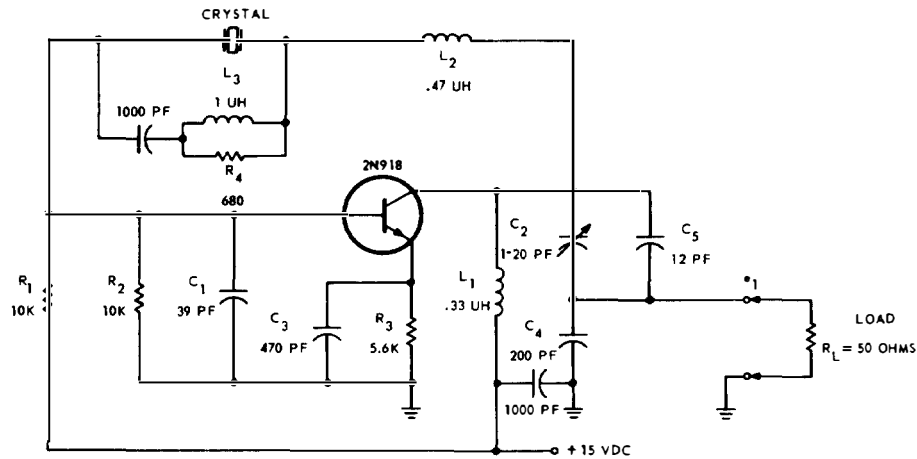 CRYSTAL
L3
1 UH
1000 PF
R4
680
L2
.47 UH
2N918
R1
10K
R2
10K
C1
39 PF
C3
470 PF
R3
5.6K
L1
.33 UH
C2
1-20 PF
C5
12 PF
C4
200 PF
1000 PF
*1
LOAD
RL = 50 OHMS
+ 15 VDC